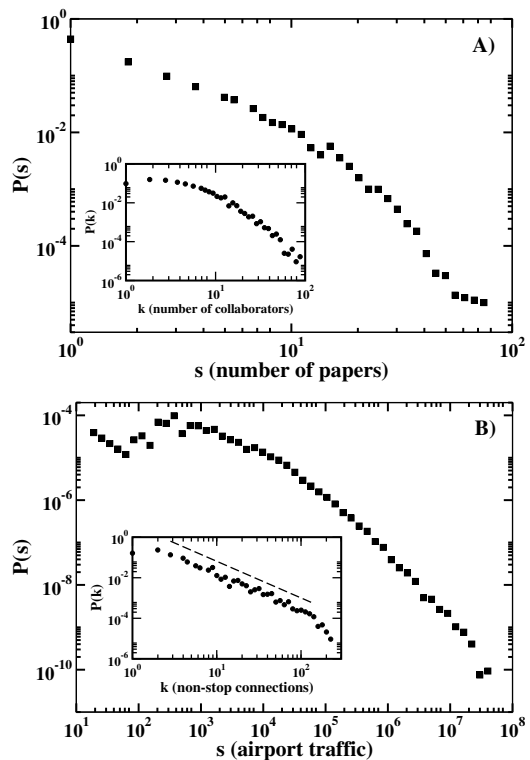 A)
P(s)
10^0
10^-2
10^-4
10^0 10^1 10^2
s (number of papers)
P(k)
10^0
10^-2
10^-4
10^-6
10^0 10^1 10^2
k (number of collaborators)
B)
P(s)
10^-4
10^-6
10^-8
10^-10
10^1 10^2 10^3 10^4 10^5 10^6 10^7 10^8
s (airport traffic)
P(k)
10^0
10^-2
10^-4
10^-6
10^0 10^1 10^2
k (non-stop connections)